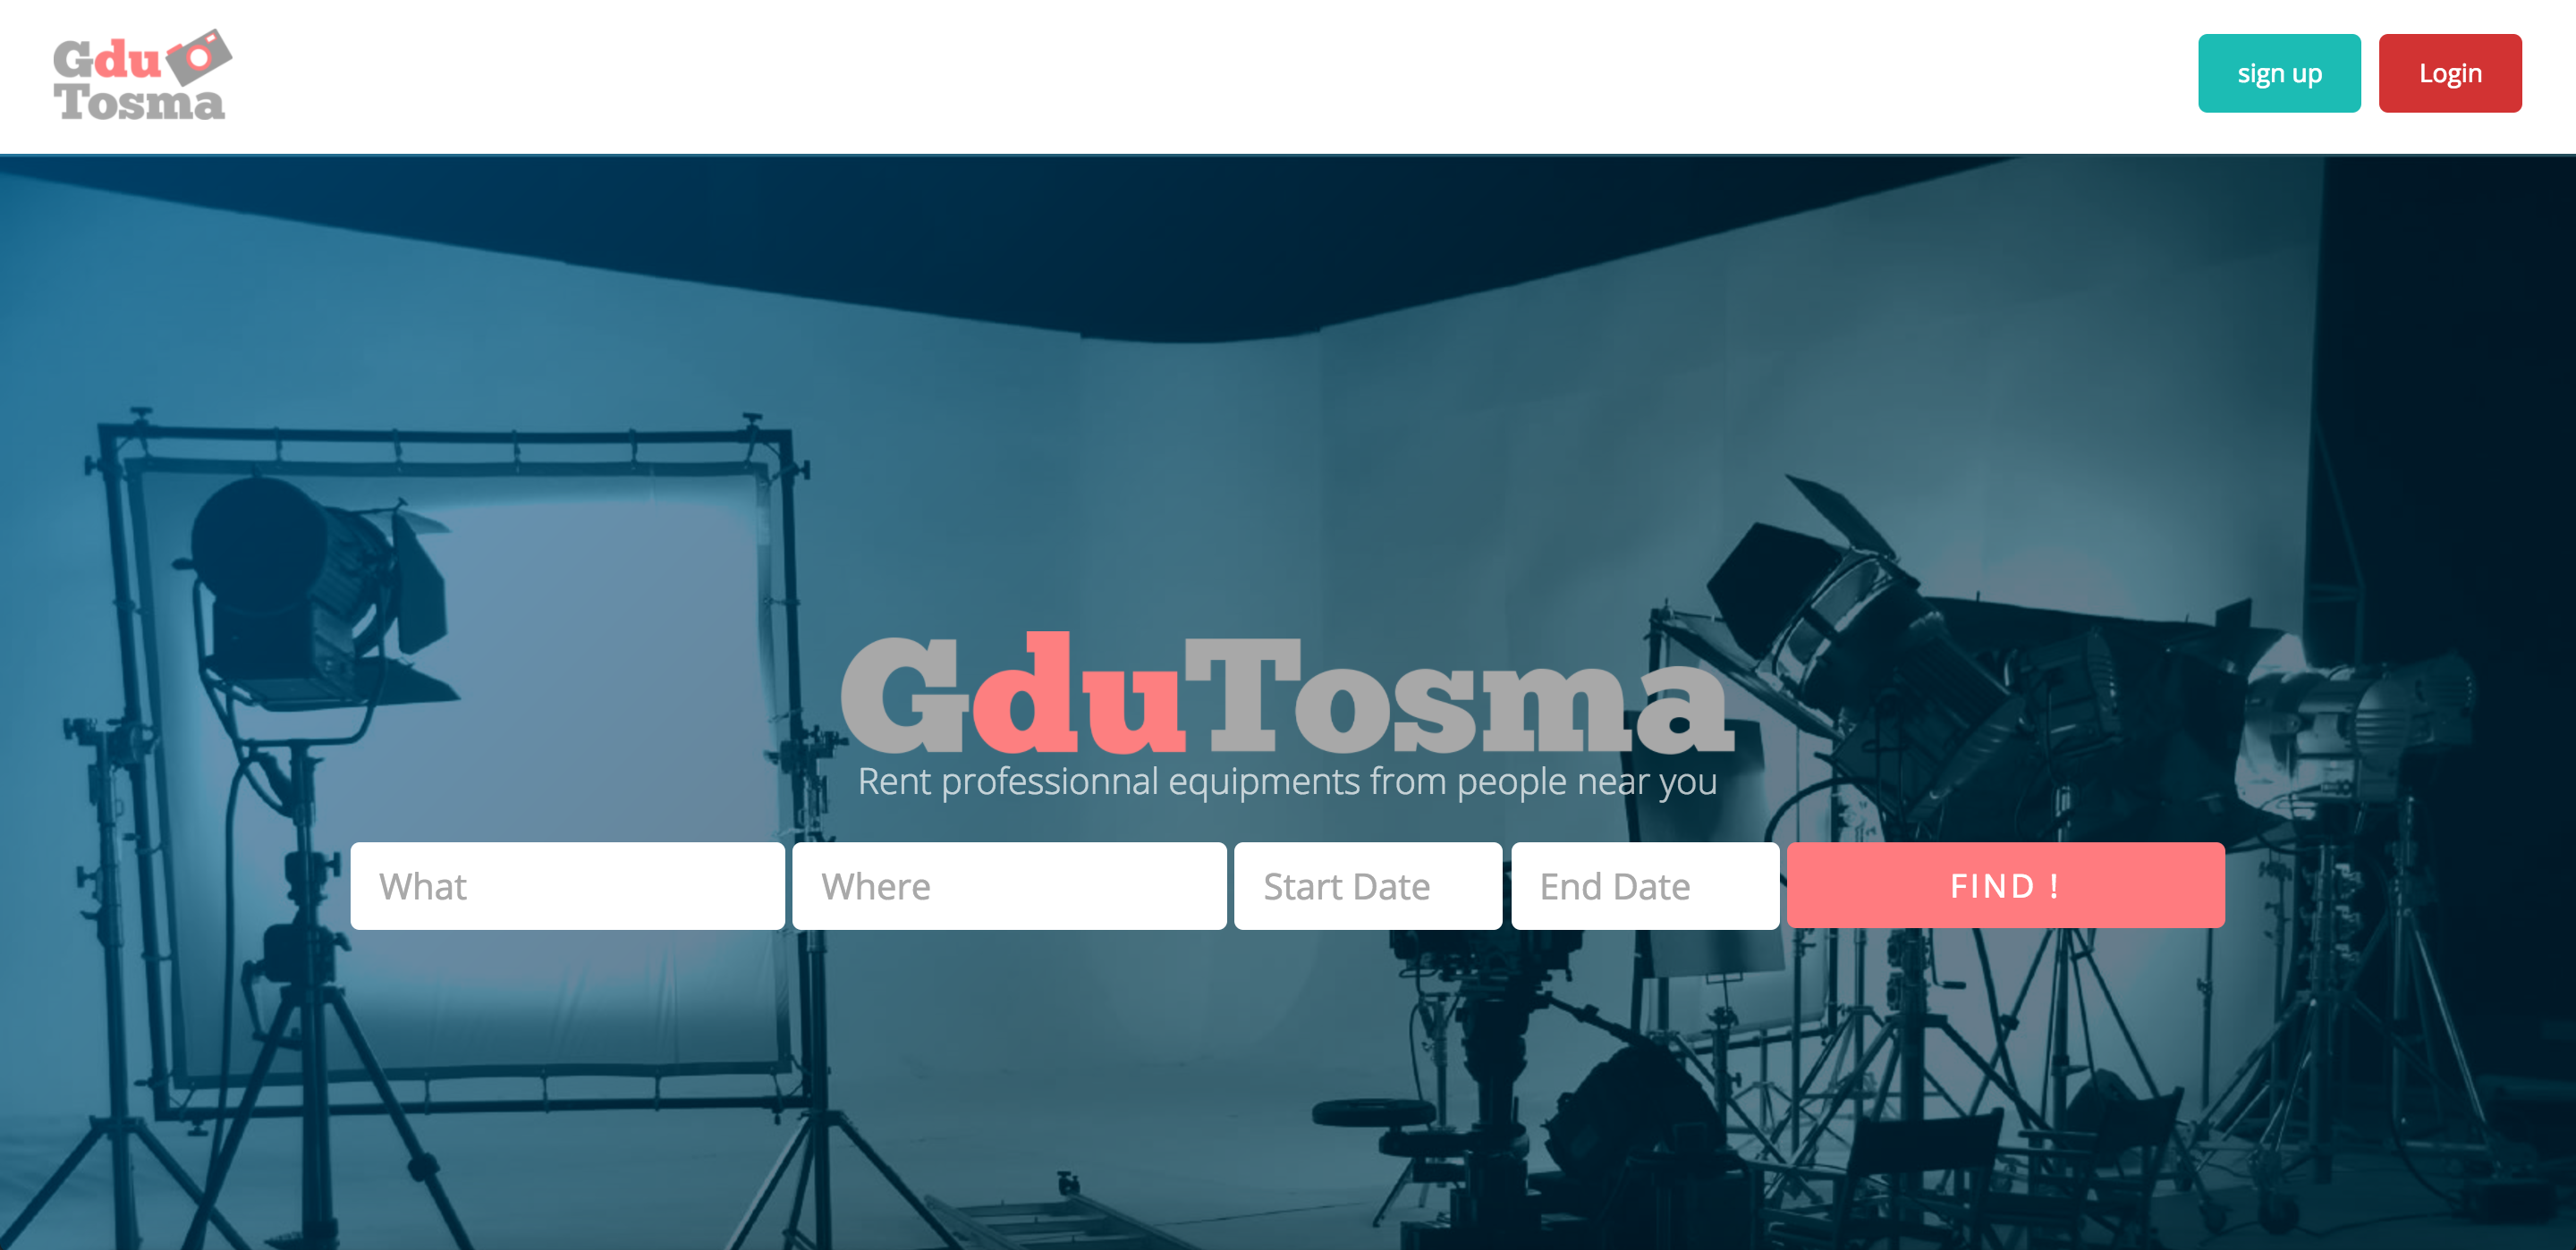 Gdu
Tosma
sign up
Login
GduTosma
Rent professionnal equipments from people near you
What
Where
Start Date
End Date
FIND !